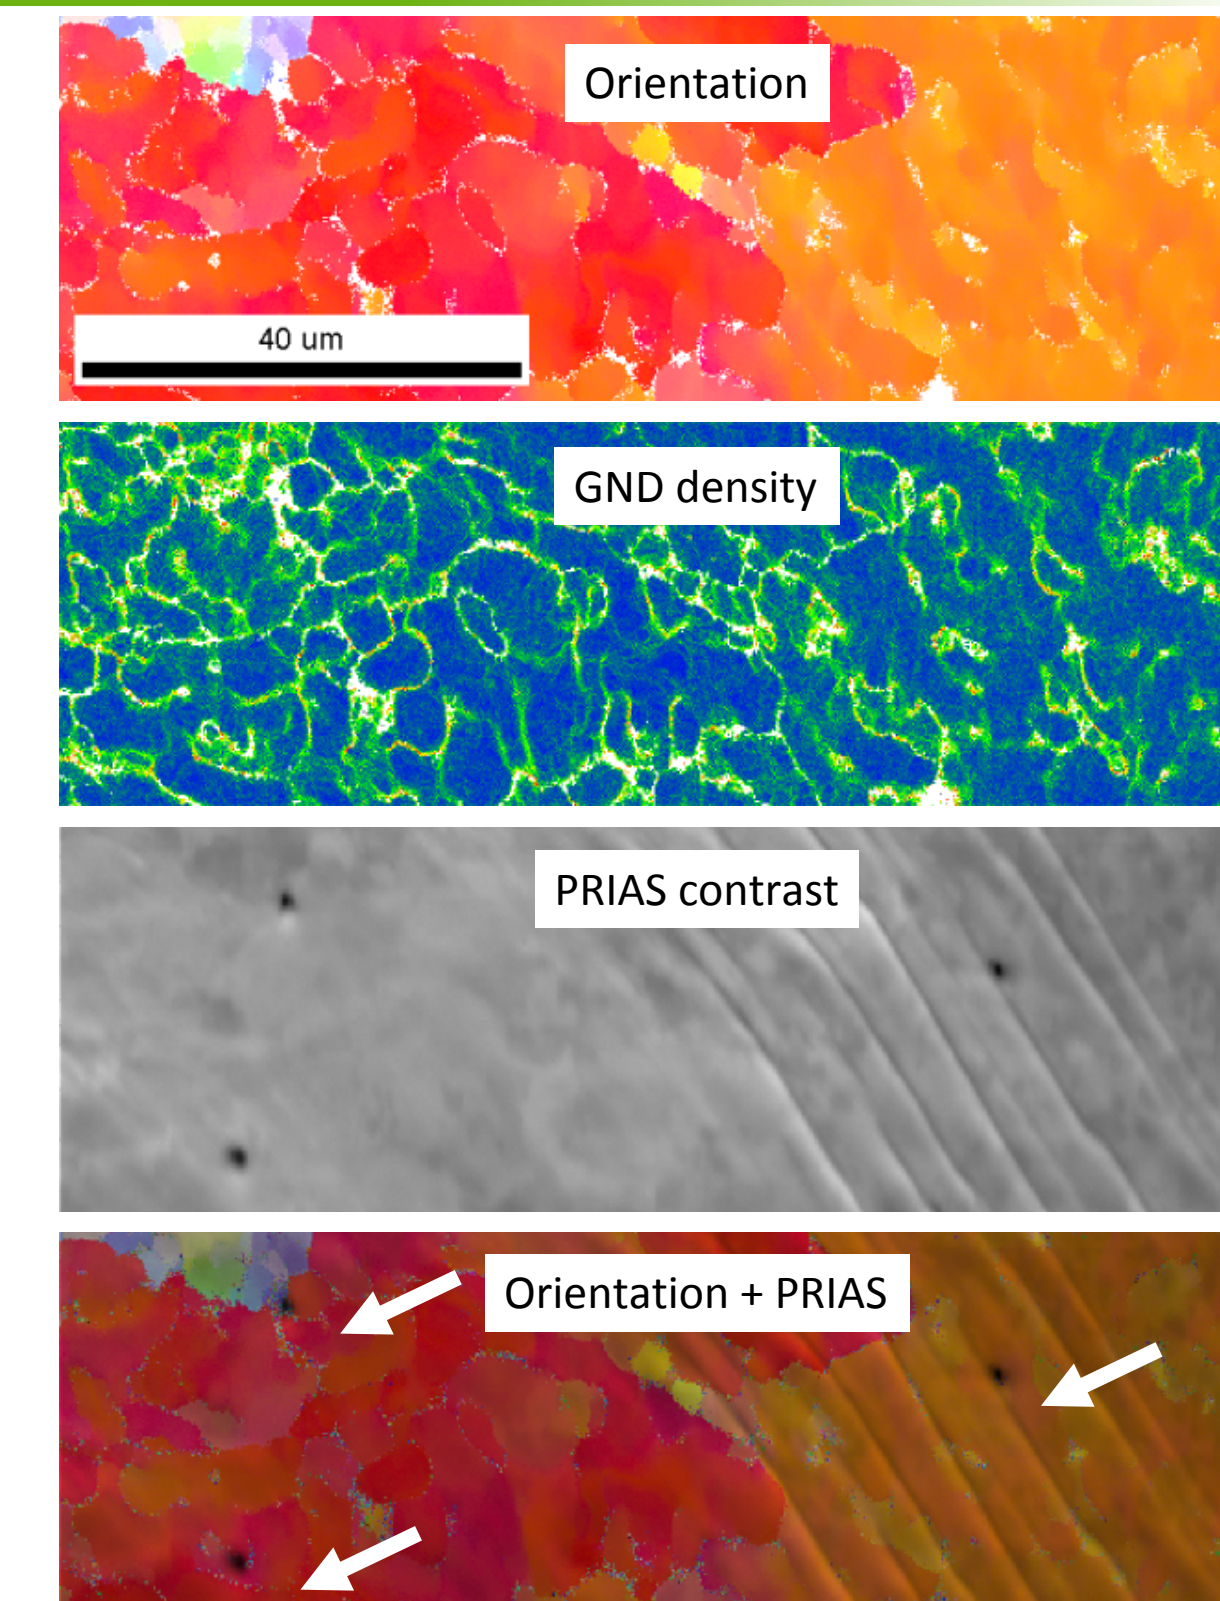 Orientation
40 um
GND density
PRIAS contrast
Orientation + PRIAS